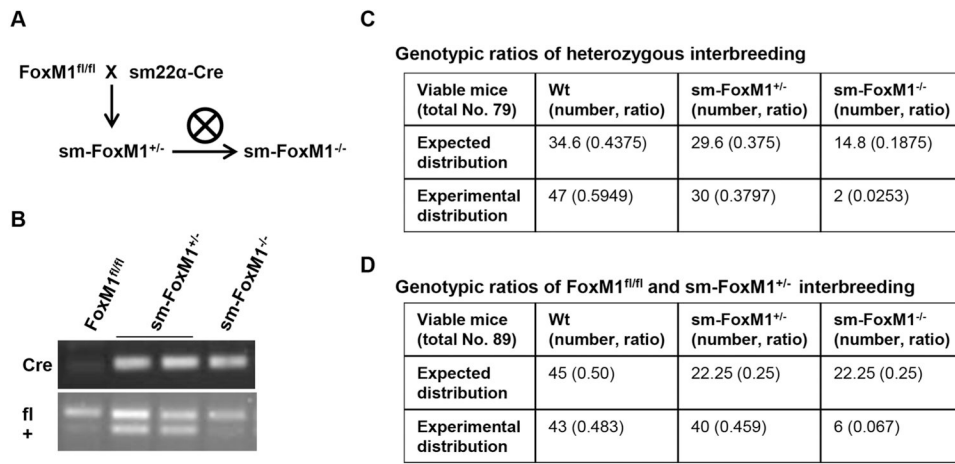 A
FoxM1fl/fl X sm22α-Cre
sm-FoxM1+/- sm-FoxM1-/-
B
FoxM1fl/fl
sm-FoxM1+/-
sm-FoxM1-/-
Cre
fl
+
C
Genotypic ratios of heterozygous interbreeding
Viable mice (total No. 79) Wt (number, ratio) sm-FoxM1+/- (number, ratio) sm-FoxM1-/- (number, ratio)
Expected distribution 34.6 (0.4375) 29.6 (0.375) 14.8 (0.1875)
Experimental distribution 47 (0.5949) 30 (0.3797) 2 (0.0253)
D
Genotypic ratios of FoxM1fl/fl and sm-FoxM1+/- interbreeding
Viable mice (total No. 89) Wt (number, ratio) sm-FoxM1+/- (number, ratio) sm-FoxM1-/- (number, ratio)
Expected distribution 45 (0.50) 22.25 (0.25) 22.25 (0.25)
Experimental distribution 43 (0.483) 40 (0.459) 6 (0.067)